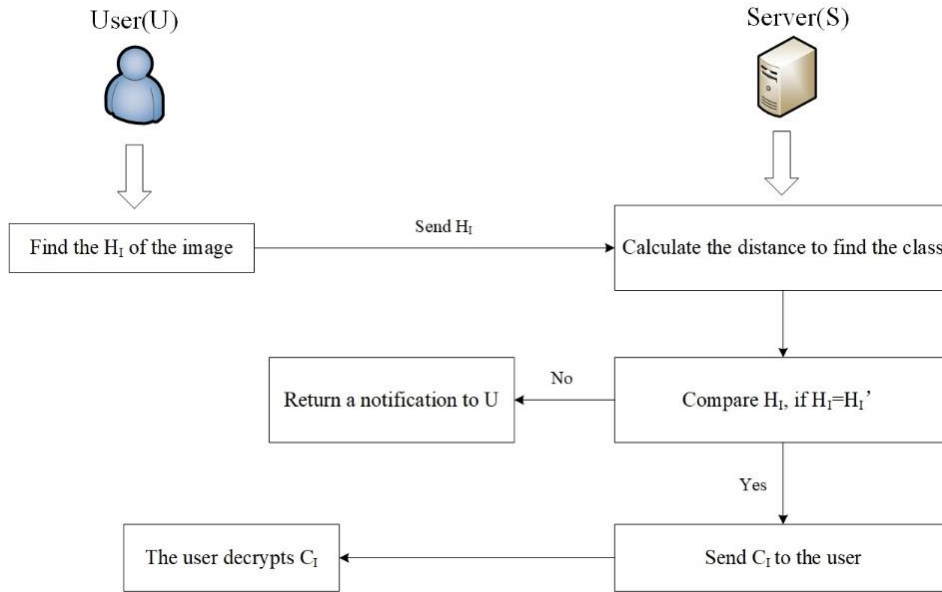 User(U)
Server(S)
Send H_I
Find the H_I of the image
Calculate the distance to find the class
No
Return a notification to U
Compare H_I, if H_I=H_I’
Yes
The user decrypts C_I
Send C_I to the user